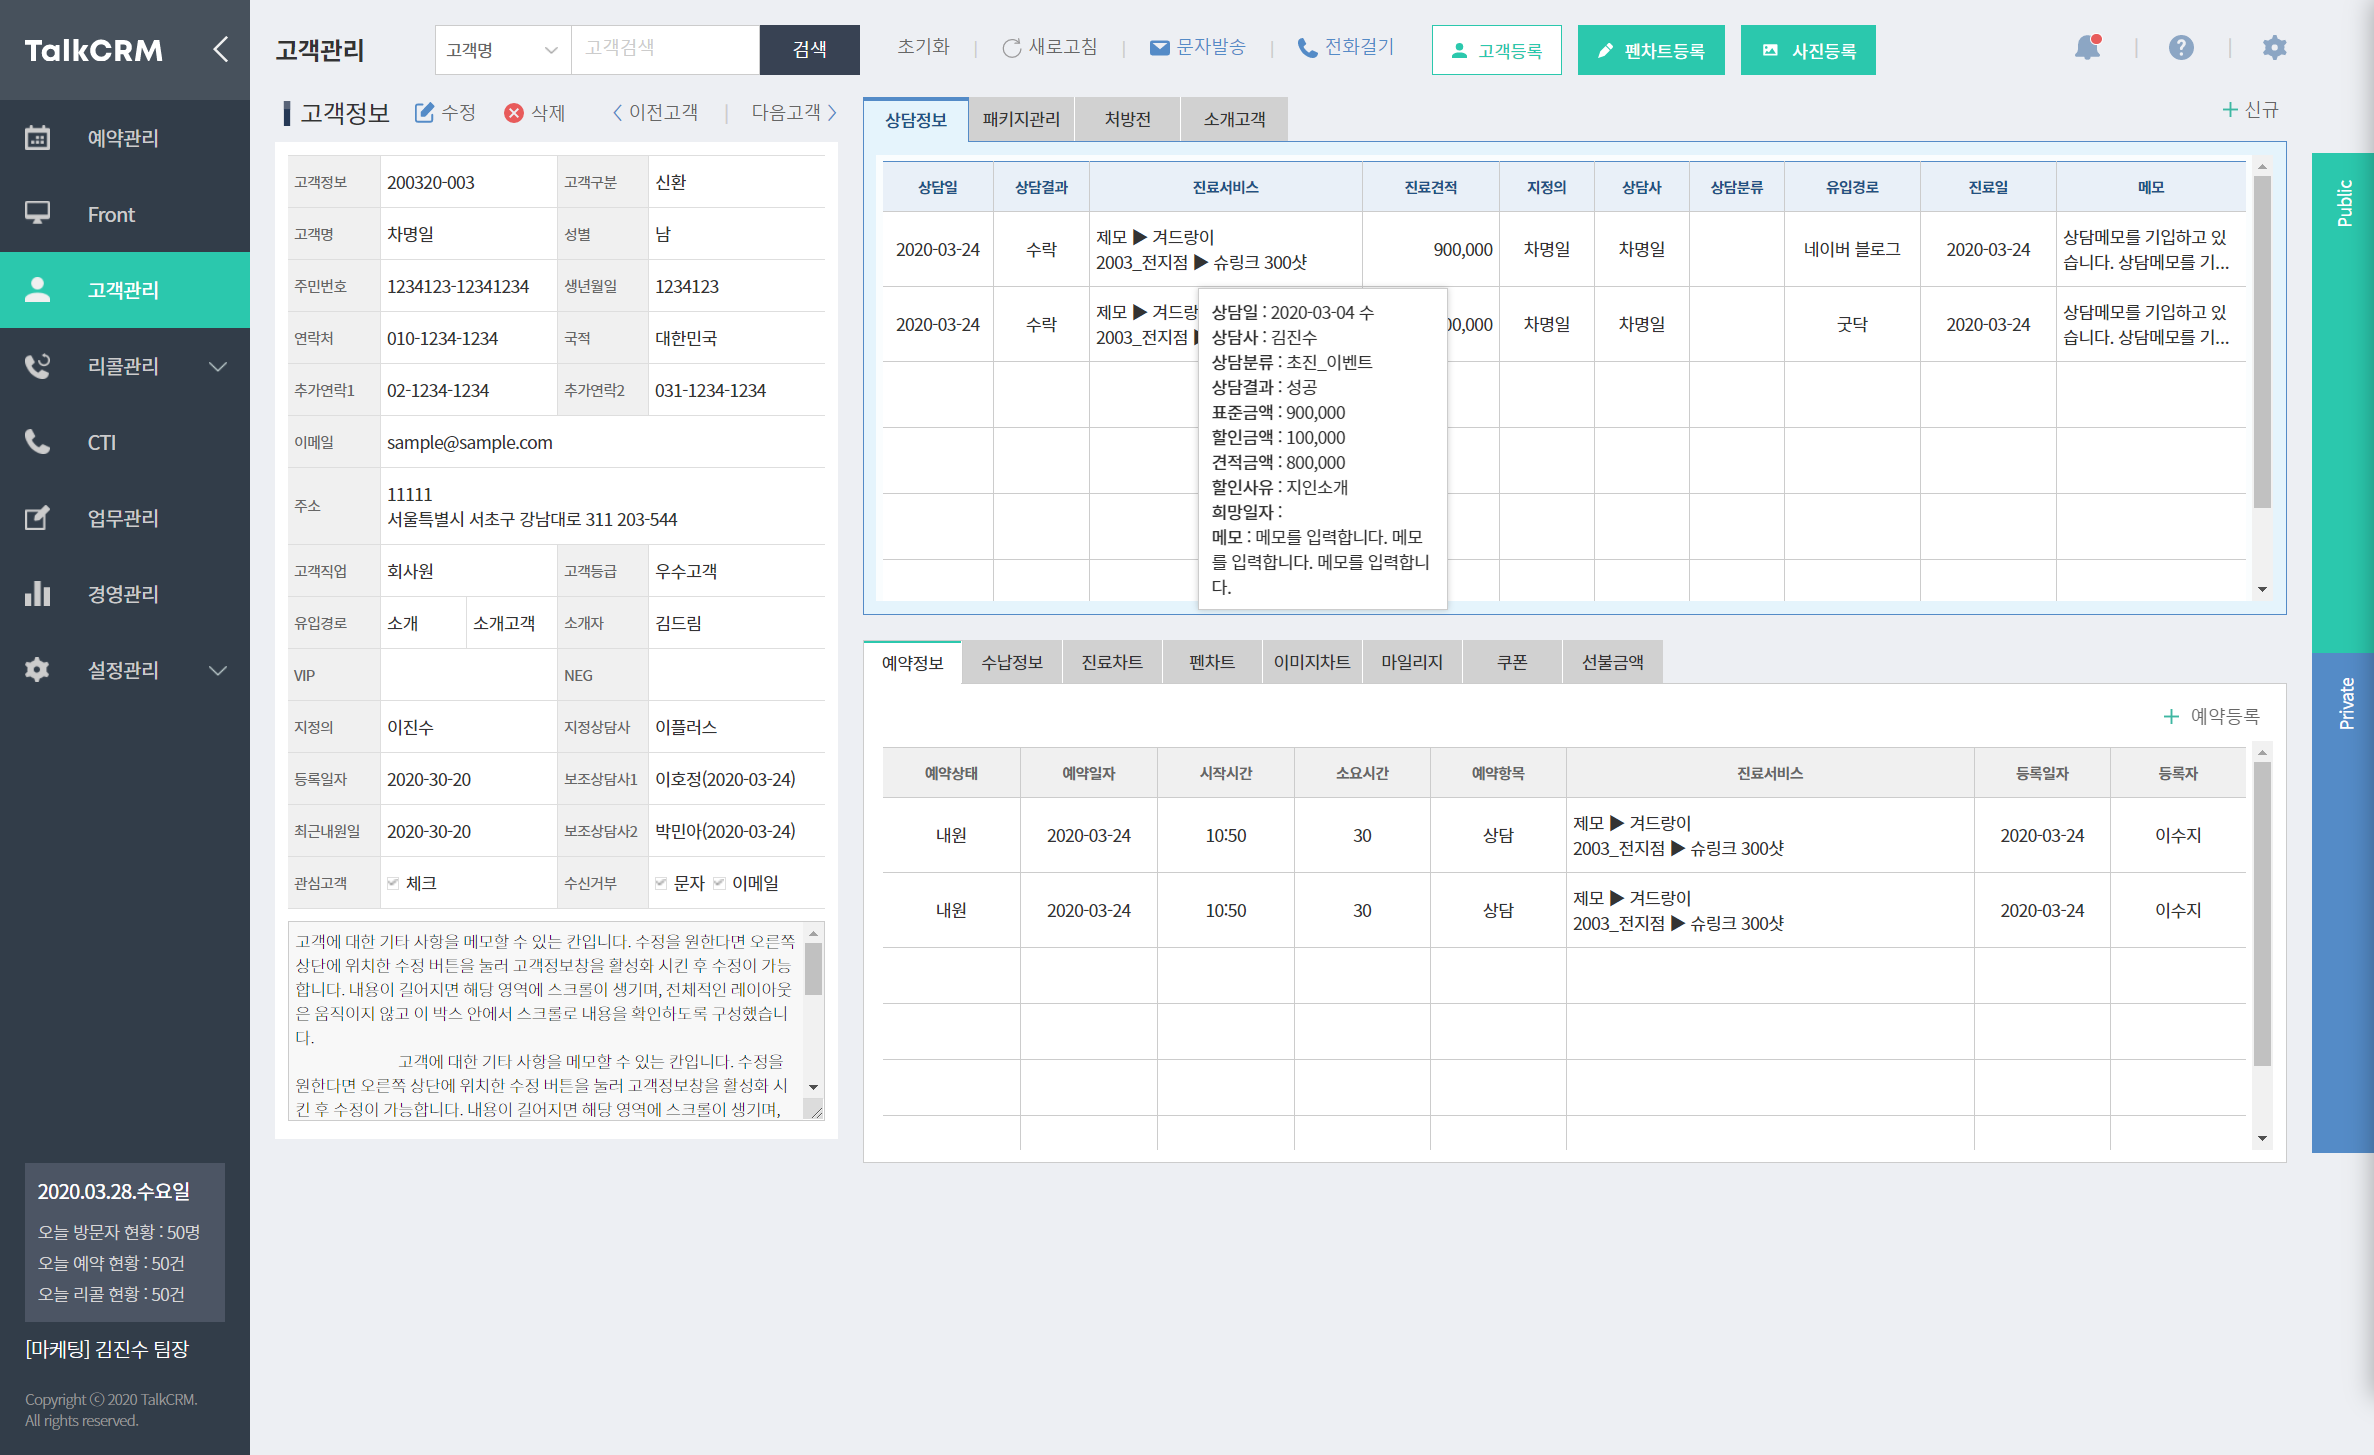 TalkCRM
예약관리
Front
고객관리
리콜관리
CTI
업무관리
경영관리
설정관리
2020.03.28.수요일
오늘 방문자 현황 : 50명
오늘 예약 현황 : 50건
오늘 리콜 현황 : 50건
[마케팅] 김진수 팀장
Copyright ⓒ 2020 TalkCRM.
All rights reserved.
고객관리
고객명 고객검색 검색
초기화 | 새로고침 | 문자발송 | 전화걸기
고객등록 펜차트등록 사진등록
고객정보 수정 삭제 이전고객 | 다음고객
고객정보 200320-003 고객구분 신환
고객명 차명일 성별 남
주민번호 1234123-12341234 생년월일 1234123
연락처 010-1234-1234 국적 대한민국
추가연락1 02-1234-1234 추가연락2 031-1234-1234
이메일 sample@sample.com
주소 11111
서울특별시 서초구 강남대로 311 203-544
고객직업 회사원 고객등급 우수고객
유입경로 소개 소개고객 소개자 김드림
VIP NEG
지정의 이진수 지정상담사 이플러스
등록일자 2020-30-20 보조상담사1 이호정(2020-03-24)
최근내원일 2020-30-20 보조상담사2 박민아(2020-03-24)
관심고객 체크 수신거부 문자 이메일
고객에 대한 기타 사항을 메모할 수 있는 칸입니다. 수정을 원한다면 오른쪽
상단에 위치한 수정 버튼을 눌러 고객정보창을 활성화 시킨 후 수정이 가능
합니다. 내용이 길어지면 해당 영역에 스크롤이 생기며, 전체적인 레이아웃
은 움직이지 않고 이 박스 안에서 스크롤로 내용을 확인하도록 구성했습니
다.
고객에 대한 기타 사항을 메모할 수 있는 칸입니다. 수정을
원한다면 오른쪽 상단에 위치한 수정 버튼을 눌러 고객정보창을 활성화 시
킨 후 수정이 가능합니다. 내용이 길어지면 해당 영역에 스크롤이 생기며,
상담정보 패키지관리 처방전 소개고객
+ 신규
상담일 상담결과 진료서비스 진료견적 지정의 상담사 상담분류 유입경로 진료일 메모
2020-03-24 수락 제모 ▶ 겨드랑이 900,000 차명일 차명일 네이버 블로그 2020-03-24 상담메모를 기입하고 있
2003_전지점 ▶ 슈링크 300샷 습니다. 상담메모를 기...
2020-03-24 수락 제모 ▶ 겨드랑 00,000 차명일 차명일 굿닥 2020-03-24 상담메모를 기입하고 있
2003_전지점 습니다. 상담메모를 기...
상담일 : 2020-03-04 수
상담사 : 김진수
상담분류 : 초진_이벤트
상담결과 : 성공
표준금액 : 900,000
할인금액 : 100,000
견적금액 : 800,000
할인사유 : 지인소개
희망일자 :
메모 : 메모를 입력합니다. 메모
를 입력합니다. 메모를 입력합니
다.
예약정보 수납정보 진료차트 펜차트 이미지차트 마일리지 쿠폰 선불금액
+ 예약등록
예약상태 예약일자 시작시간 소요시간 예약항목 진료서비스 등록일자 등록자
내원 2020-03-24 10:50 30 상담 제모 ▶ 겨드랑이 2020-03-24 이수지
2003_전지점 ▶ 슈링크 300샷
내원 2020-03-24 10:50 30 상담 제모 ▶ 겨드랑이 2020-03-24 이수지
2003_전지점 ▶ 슈링크 300샷
Public
Private